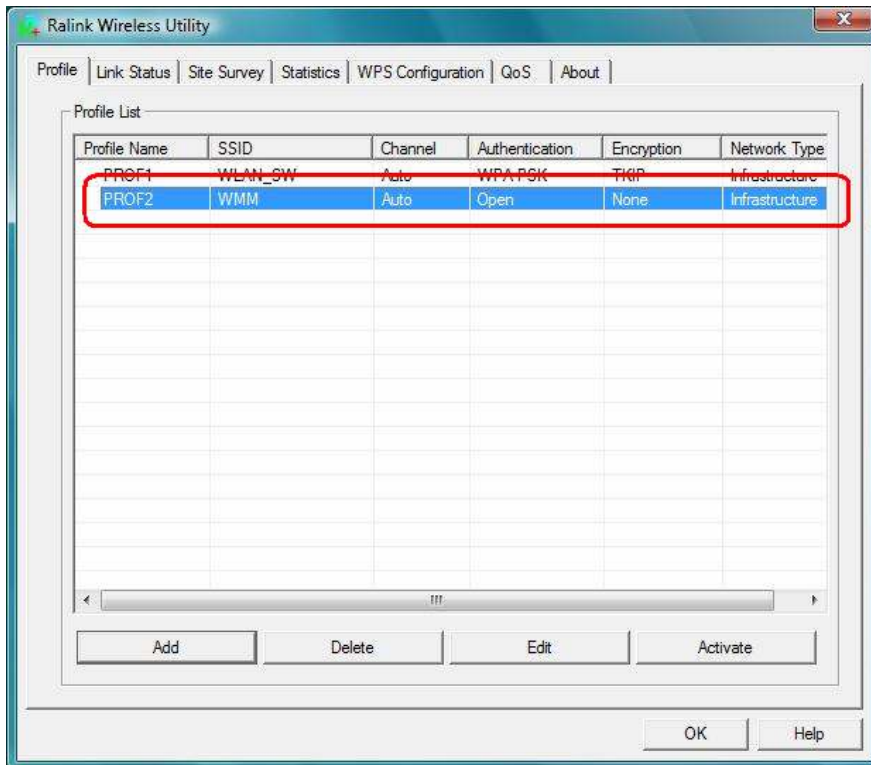 Ralink Wireless Utility
Profile Link Status Site Survey Statistics WPS Configuration QoS About
Profile List
Profile Name SSID Channel Authentication Encryption Network Type
PROF1 WLAN_SW Auto WPA-PSK TKIP Infrastructure
PROF2 WMM Auto Open None Infrastructure
Add Delete Edit Activate
OK Help